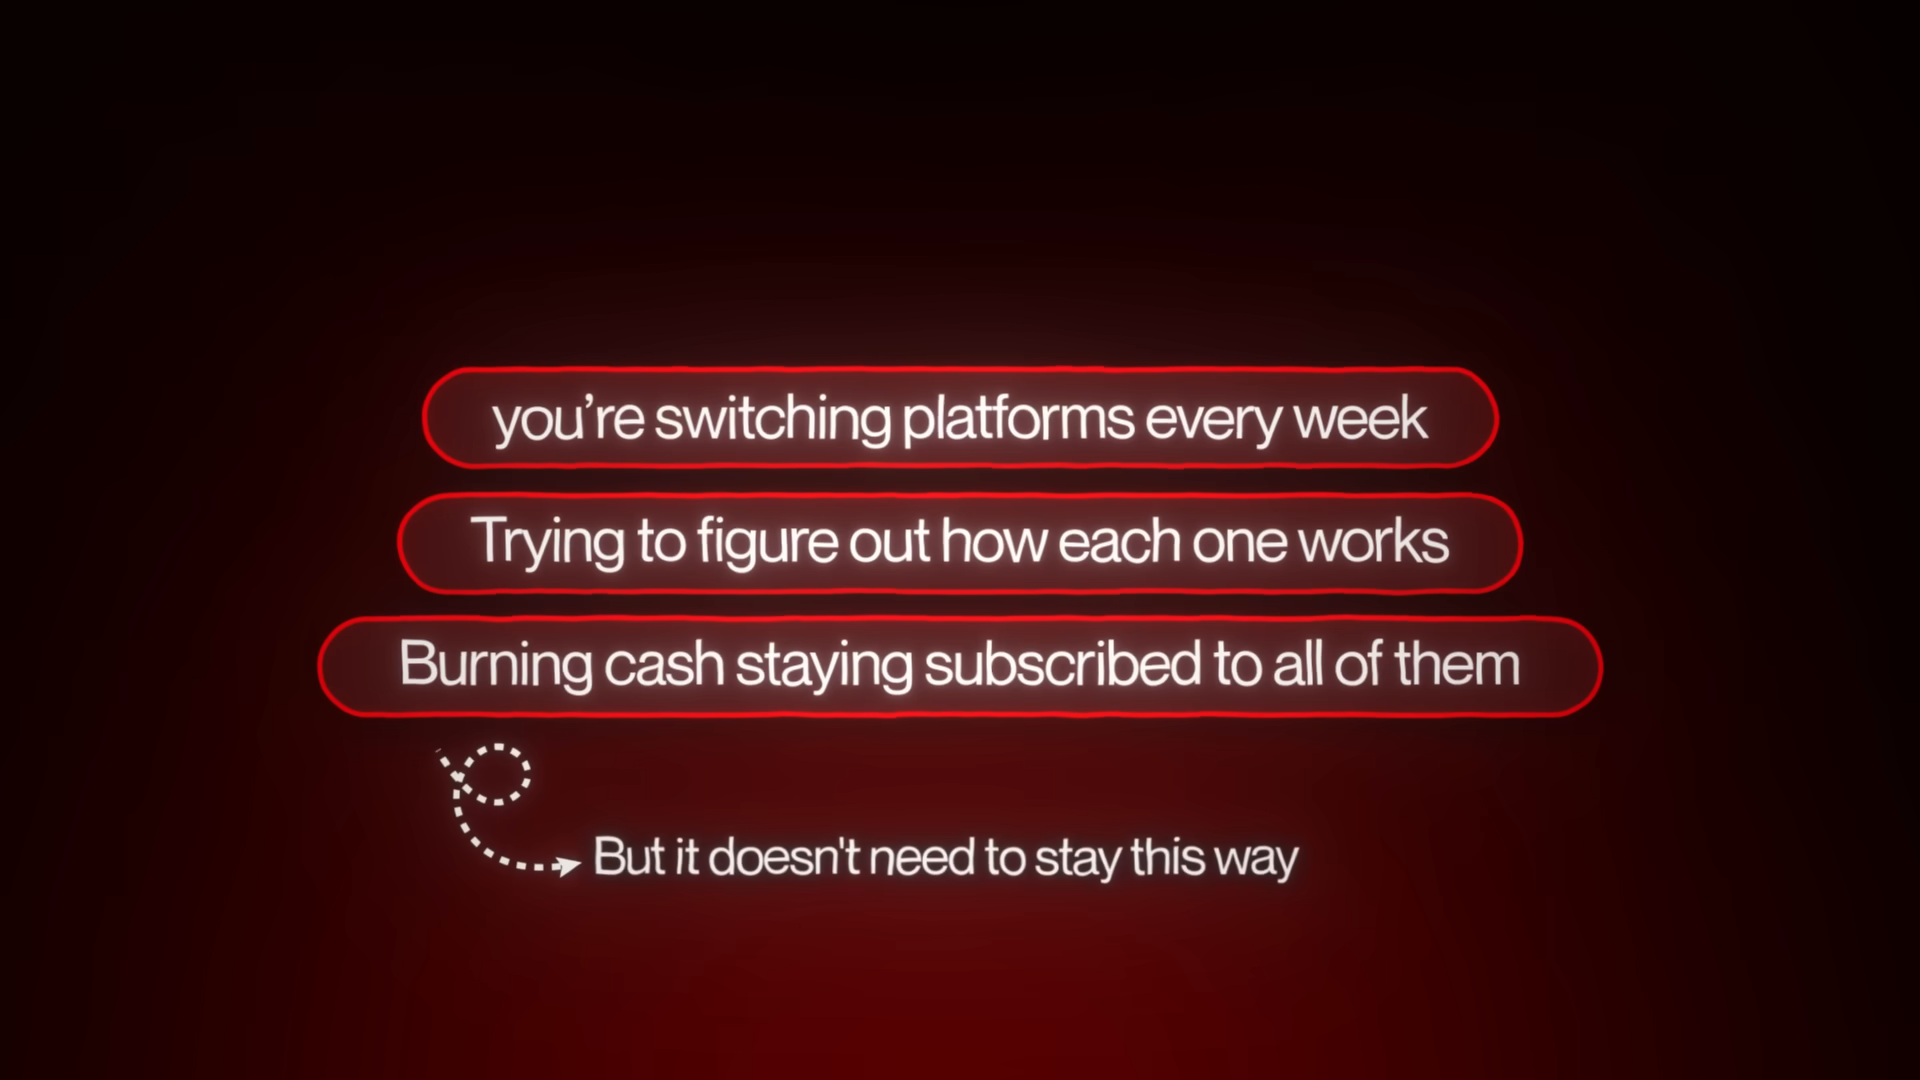 you’re switching platforms every week
Trying to figure out how each one works
Burning cash staying subscribed to all of them
But it doesn't need to stay this way